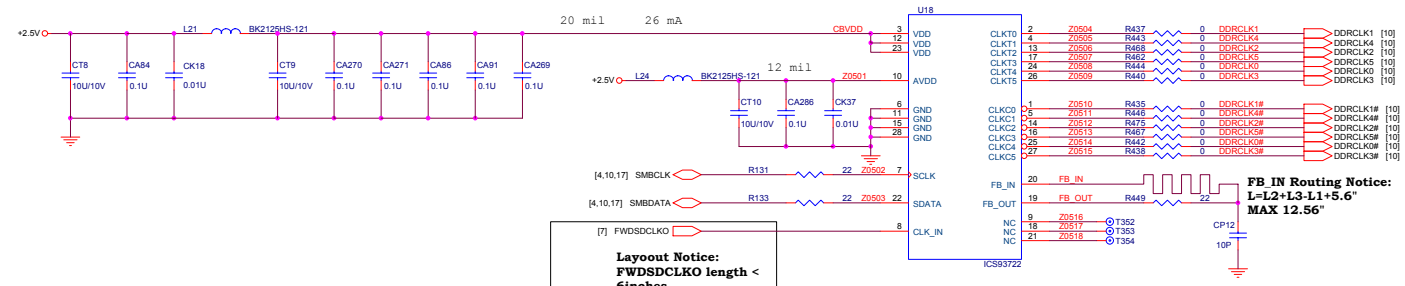 U18
20 mil 26 mA
+2.5V L21 BK2125HS-121 CBVDD
CT8 10U/10V
CA84 0.1U
CK18 0.01U
CT9 10U/10V
CA270 0.1U
CA271 0.1U
CA86 0.1U
CA91 0.1U
CA269 0.1U
3 VDD
12 VDD
23 VDD
12 mil
+2.5V L24 BK2125HS-121 Z0501 10 AVDD
CT10 10U/10V
CA286 0.1U
CK37 0.01U
6 GND
11 GND
15 GND
28 GND
[4,10,17] SMBCLK R131 22 Z0502 7 SCLK
[4,10,17] SMBDATA R133 22 Z0503 22 SDATA
[7] FWDSDCLKO 8 CLK_IN
CLKT0 2 Z0504 R437 0 DDRCLK1 DDRCLK1 [10]
CLKT1 4 Z0505 R443 0 DDRCLK4 DDRCLK4 [10]
CLKT2 13 Z0506 R468 0 DDRCLK2 DDRCLK2 [10]
CLKT3 17 Z0507 R462 0 DDRCLK5 DDRCLK5 [10]
CLKT4 24 Z0508 R444 0 DDRCLK0 DDRCLK0 [10]
CLKT5 26 Z0509 R440 0 DDRCLK3 DDRCLK3 [10]
CLKC0 1 Z0510 R435 0 DDRCLK1# DDRCLK1# [10]
CLKC1 5 Z0511 R446 0 DDRCLK4# DDRCLK4# [10]
CLKC2 14 Z0512 R475 0 DDRCLK2# DDRCLK2# [10]
CLKC3 16 Z0513 R467 0 DDRCLK5# DDRCLK5# [10]
CLKC4 25 Z0514 R442 0 DDRCLK0# DDRCLK0# [10]
CLKC5 27 Z0515 R438 0 DDRCLK3# DDRCLK3# [10]
FB_IN 20 FB_IN
FB_OUT 19 FB_OUT R449 22
NC 9 Z0516 T352
NC 18 Z0517 T353
NC 21 Z0518 T354
ICS93722
CP12
10P
FB_IN Routing Notice:
L=L2+L3-L1+5.6"
MAX 12.56"
Layoout Notice:
FWDSDCLKO length <
6inches